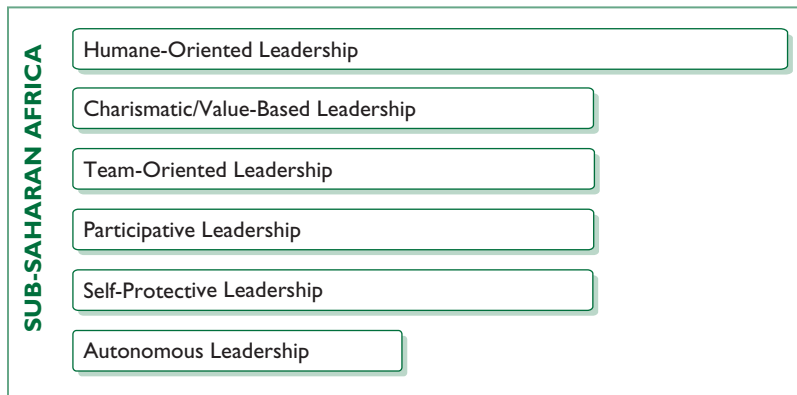 SUB-SAHARAN AFRICA
Humane-Oriented Leadership
Charismatic/Value-Based Leadership
Team-Oriented Leadership
Participative Leadership
Self-Protective Leadership
Autonomous Leadership